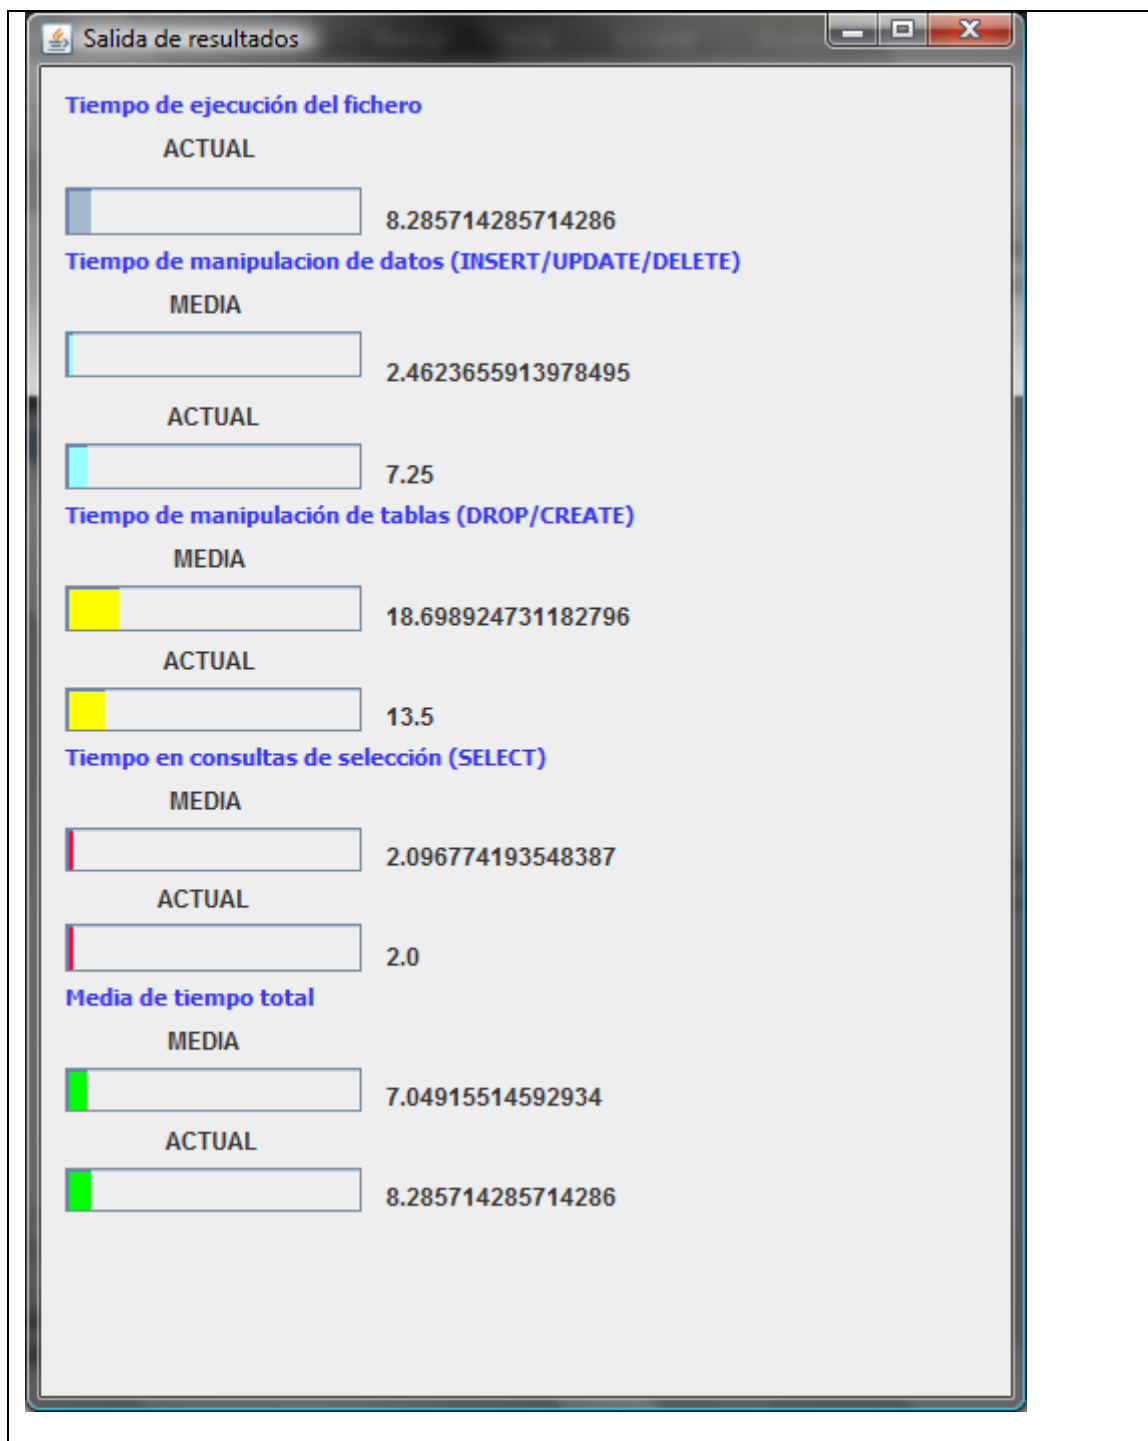 Salida de resultados
Tiempo de ejecución del fichero
ACTUAL
8.285714285714286
Tiempo de manipulacion de datos (INSERT/UPDATE/DELETE)
MEDIA
2.4623655913978495
ACTUAL
7.25
Tiempo de manipulación de tablas (DROP/CREATE)
MEDIA
18.698924731182796
ACTUAL
13.5
Tiempo en consultas de selección (SELECT)
MEDIA
2.096774193548387
ACTUAL
2.0
Media de tiempo total
MEDIA
7.04915514592934
ACTUAL
8.285714285714286